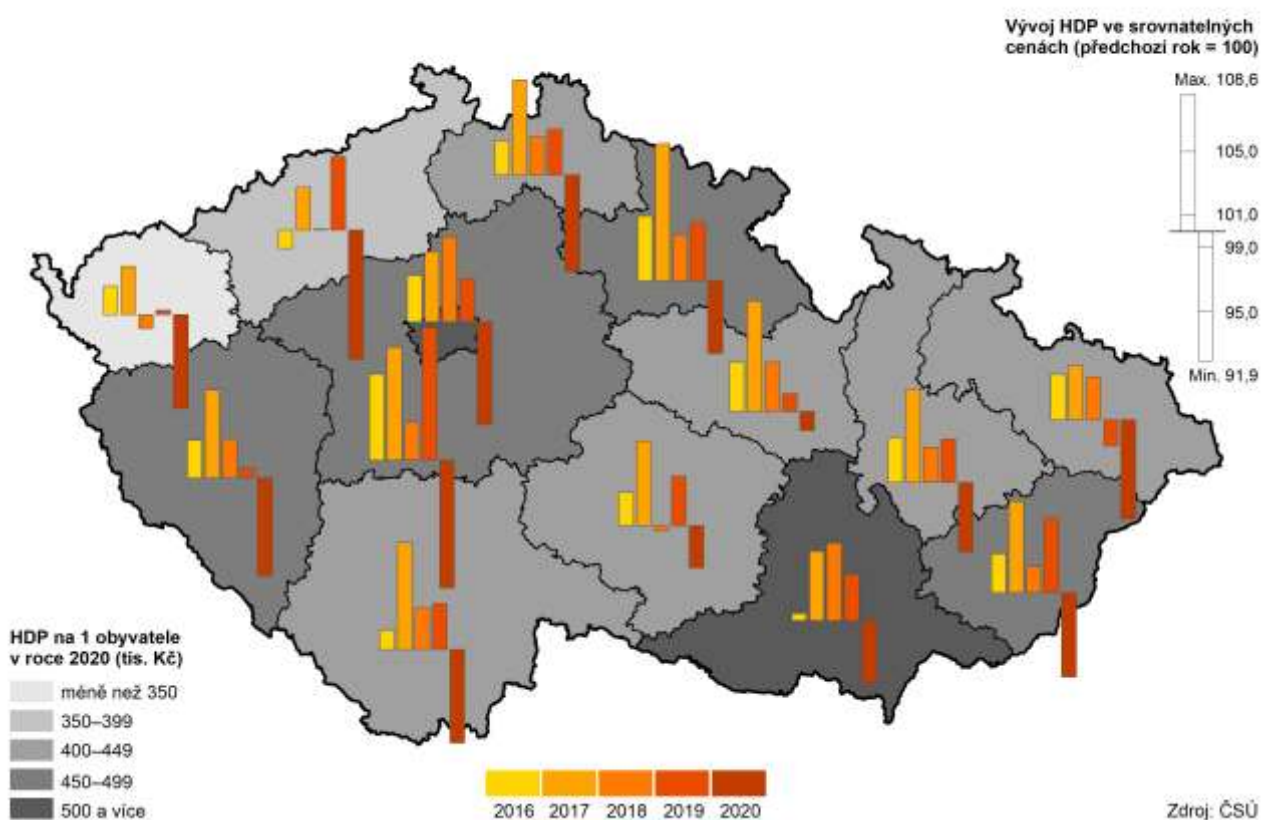 Vývoj HDP ve srovnatelných
cenách (předchozí rok = 100)
Max. 108,6
105,0
101,0
99,0
95,0
Min. 91,9
HDP na 1 obyvatele
v roce 2020 (tis. Kč)
méně než 350
350–399
400–449
450–499
500 a více
2016 2017 2018 2019 2020
Zdroj: ČSÚ